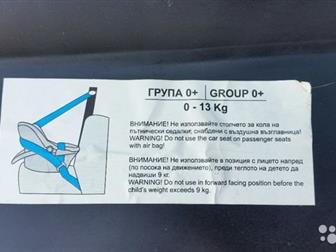 ГРУПА 0+ | GROUP 0+
0 - 13 Kg
ВНИМАНИЕ! Не използвайте столчето за кола на
пътнически седалки, снабдени с въздушна възглавница!
WARNING! Do not use the car seat on passenger seats
with air bag!
ВНИМАНИЕ! Не използвайте в позиция с лицето напред
(по посока на движението), преди теглото на детето да
надвиши 9 кг.
WARNING! Do not use in forward facing position before the
child's weight exceeds 9 kg.